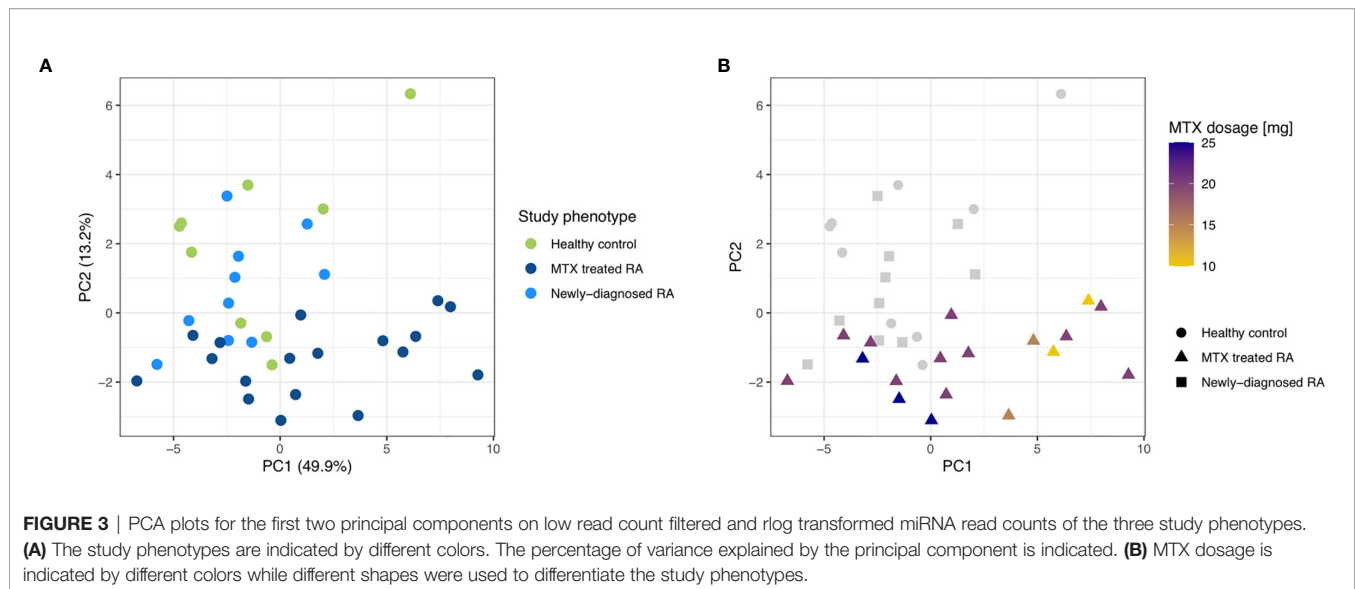 A
6
4
2
0
−2
PC2 (13.2%)
−5
0
5
10
PC1 (49.9%)
Study phenotype
Healthy control
MTX treated RA
Newly−diagnosed RA
B
6
4
2
0
−2
PC2
−5
0
5
10
PC1
MTX dosage [mg]
25
20
15
10
Healthy control
MTX treated RA
Newly−diagnosed RA
FIGURE 3 | PCA plots for the first two principal components on low read count filtered and rlog transformed miRNA read counts of the three study phenotypes.
(A) The study phenotypes are indicated by different colors. The percentage of variance explained by the principal component is indicated. (B) MTX dosage is
indicated by different colors while different shapes were used to differentiate the study phenotypes.